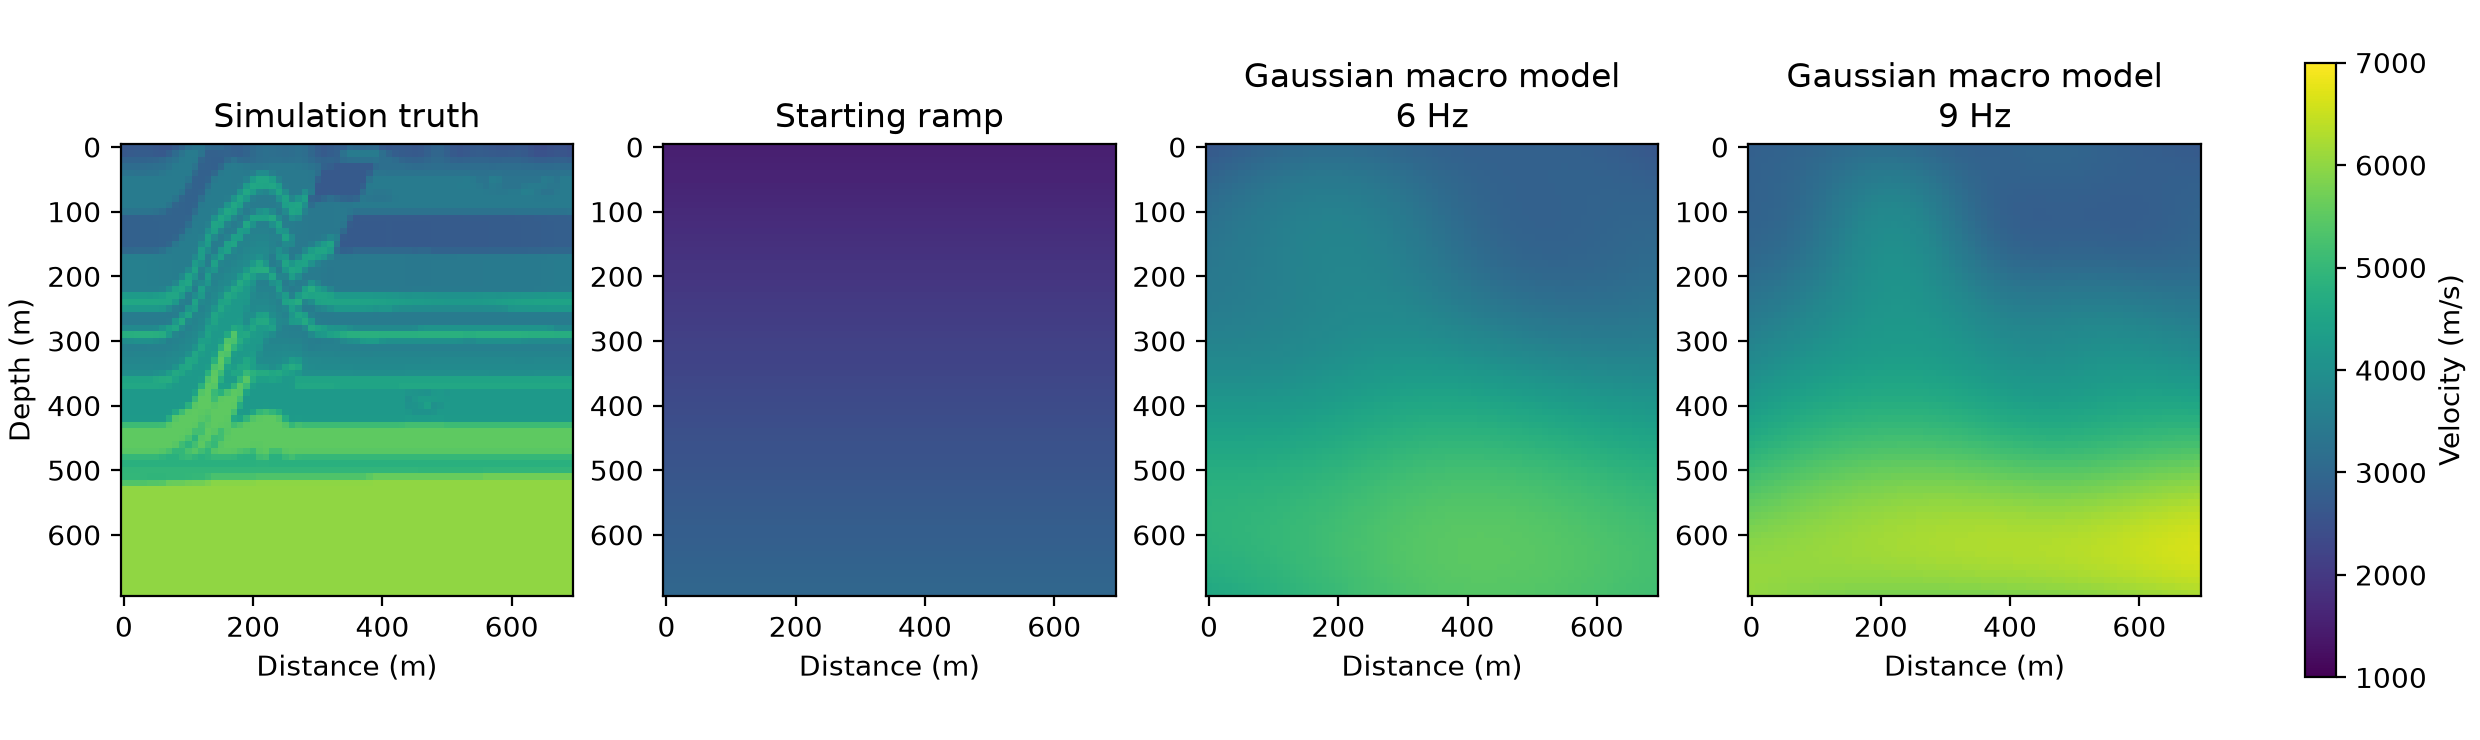 Simulation truth
Starting ramp
Gaussian macro model
6 Hz
Gaussian macro model
9 Hz
Depth (m)
0
100
200
300
400
500
600
0 200 400 600
Distance (m)
0
100
200
300
400
500
600
0 200 400 600
Distance (m)
0
100
200
300
400
500
600
0 200 400 600
Distance (m)
0
100
200
300
400
500
600
0 200 400 600
Distance (m)
7000
6000
5000
4000
3000
2000
1000
Velocity (m/s)